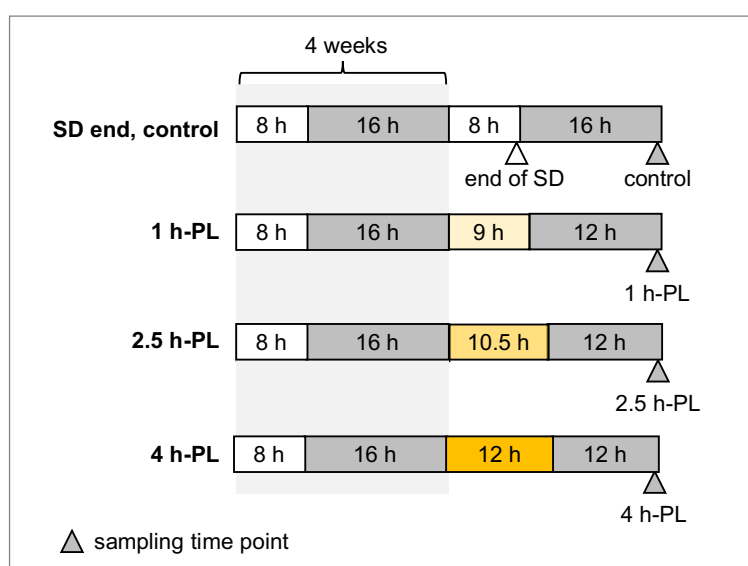 4 weeks
SD end, control 8 h 16 h 8 h 16 h
end of SD control
1 h-PL 8 h 16 h 9 h 12 h
1 h-PL
2.5 h-PL 8 h 16 h 10.5 h 12 h
2.5 h-PL
4 h-PL 8 h 16 h 12 h 12 h
4 h-PL
sampling time point